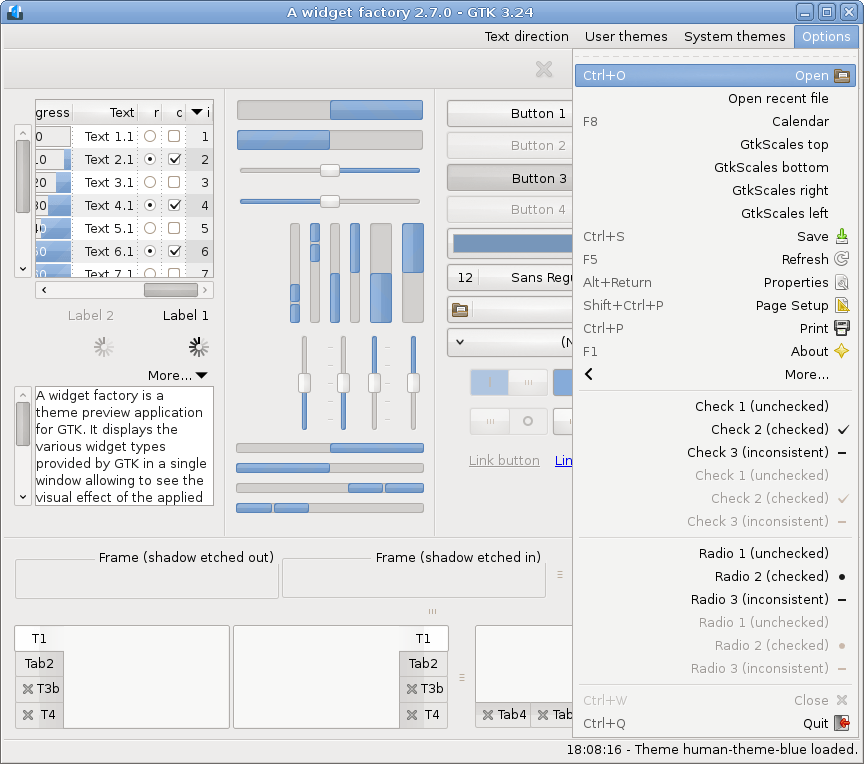 A widget factory 2.7.0 - GTK 3.24
Text direction User themes System themes Options
gress Text r c i
0 Text 1.1 1
10 Text 2.1 2
20 Text 3.1 3
30 Text 4.1 4
40 Text 5.1 5
50 Text 6.1 6
60 Text 7.1 7
Label 2 Label 1
More...
A widget factory is a
theme preview application
for GTK. It displays the
various widget types
provided by GTK in a single
window allowing to see the
visual effect of the applied
Button 1
Button 2
Button 3
Button 4
12 Sans Regu
(N
Link button Lin
Ctrl+O Open
Open recent file
F8 Calendar
GtkScales top
GtkScales bottom
GtkScales right
GtkScales left
Ctrl+S Save
F5 Refresh
Alt+Return Properties
Shift+Ctrl+P Page Setup
Ctrl+P Print
F1 About
More...
Check 1 (unchecked)
Check 2 (checked)
Check 3 (inconsistent)
Check 1 (unchecked)
Check 2 (checked)
Check 3 (inconsistent)
Radio 1 (unchecked)
Radio 2 (checked)
Radio 3 (inconsistent)
Radio 1 (unchecked)
Radio 2 (checked)
Radio 3 (inconsistent)
Ctrl+W Close
Ctrl+Q Quit
Frame (shadow etched out) Frame (shadow etched in)
T1
Tab2
T3b
T4
T1
Tab2
T3b
T4
Tab4 Tab
18:08:16 - Theme human-theme-blue loaded.